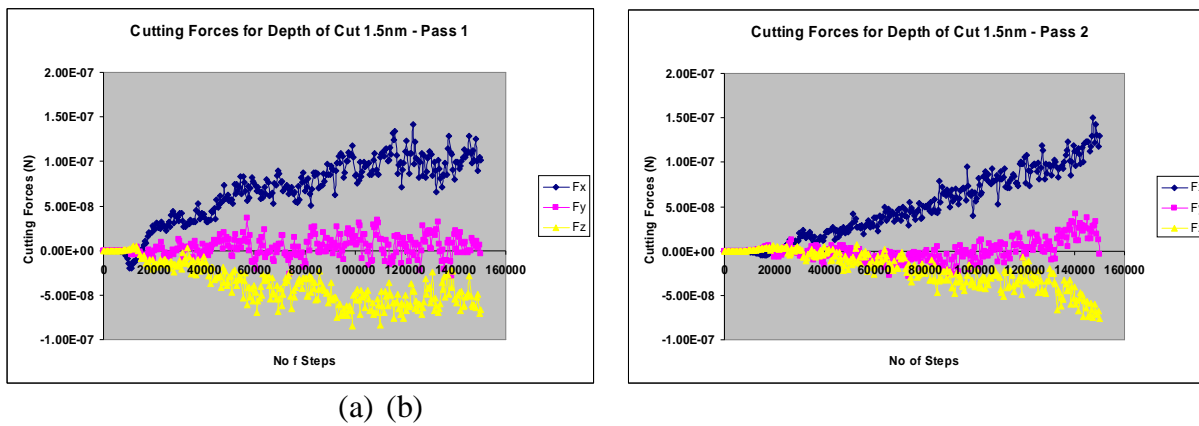 Cutting Forces for Depth of Cut 1.5nm - Pass 1
2.00E-07
1.50E-07
1.00E-07
5.00E-08
0.00E+00
-5.00E-08
-1.00E-07
0 20000 40000 60000 80000 100000 120000 140000 160000
Cutting Forces (N)
No f Steps
Fx
Fy
Fz
Cutting Forces for Depth of Cut 1.5nm - Pass 2
2.00E-07
1.50E-07
1.00E-07
5.00E-08
0.00E+00
-5.00E-08
-1.00E-07
0 20000 40000 60000 80000 100000 120000 140000 160000
Cutting Forces (N)
No of Steps
F
F
F
(a) (b)